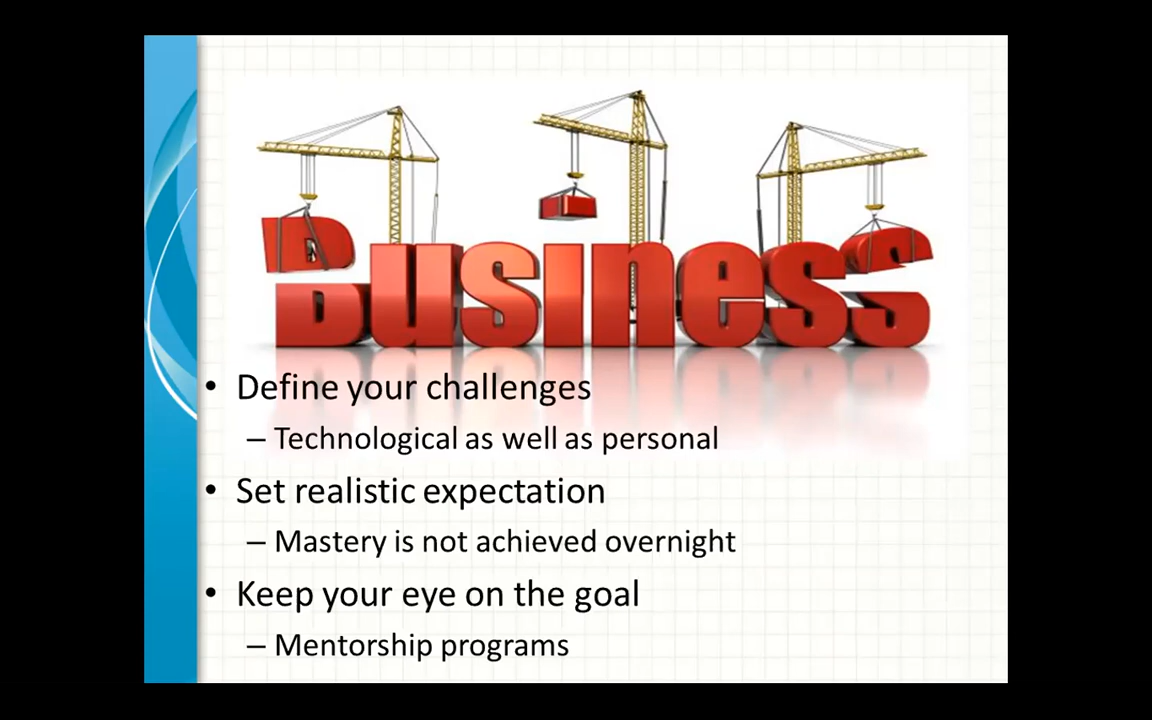 Business
• Define your challenges
– Technological as well as personal
• Set realistic expectation
– Mastery is not achieved overnight
• Keep your eye on the goal
– Mentorship programs